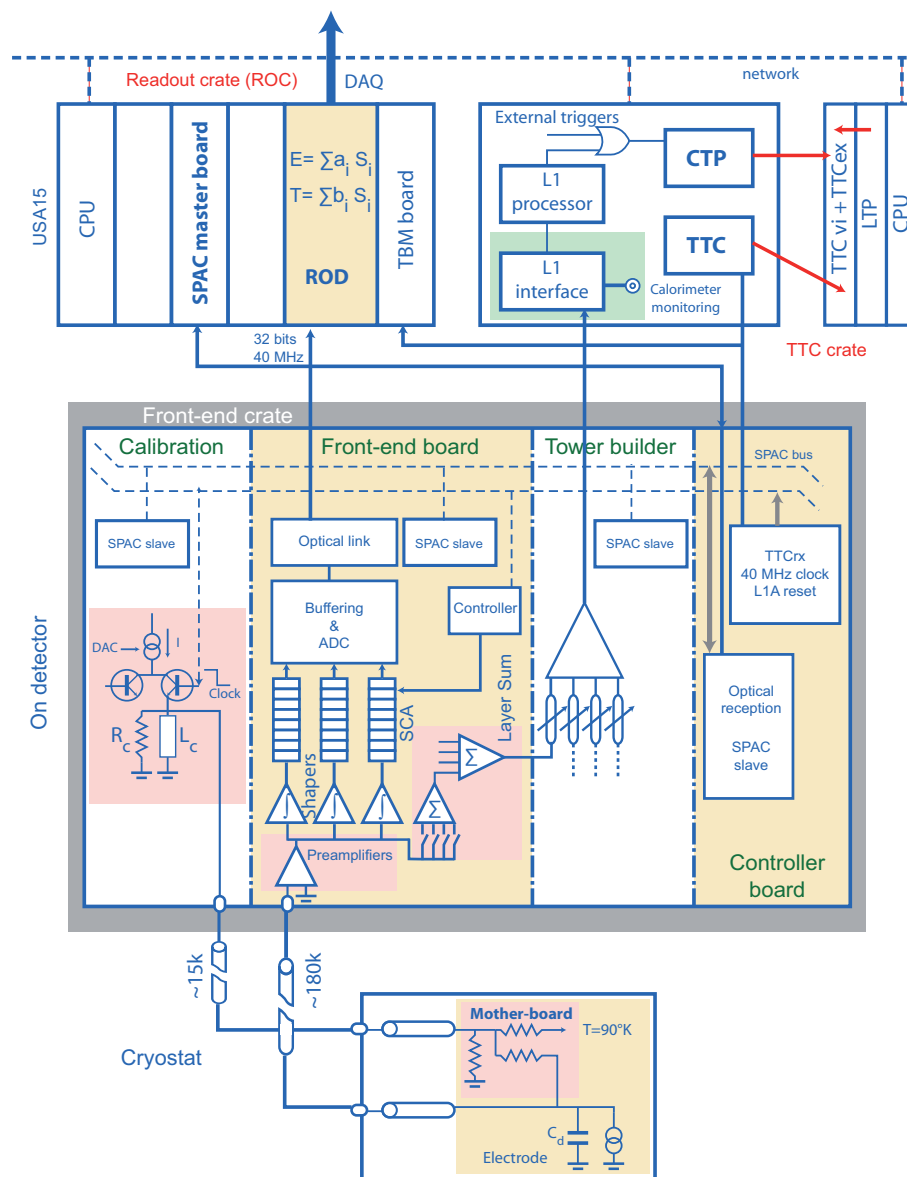 DAQ
network
Readout crate (ROC)
USA15
CPU
SPAC master board
E= ∑a_i S_i
T= ∑b_i S_i
ROD
TBM board
External triggers
L1
processor
CTP
TTC
L1
interface
Calorimeter
monitoring
TTC vi + TTCex
LTP
CPU
TTC crate
32 bits
40 MHz
Front-end crate
On detector
Calibration
Front-end board
Tower builder
SPAC bus
SPAC slave
Optical link
SPAC slave
SPAC slave
TTCrx
40 MHz clock
L1A reset
Buffering
&
ADC
Controller
DAC
I
Clock
R_c
L_c
SCA
Shapers
Layer Sum
∑
∑
∫
∫
∫
Preamplifiers
Optical
reception
SPAC
slave
Controller
board
~15k
~180k
Cryostat
Mother-board
T=90°K
C_d
Electrode